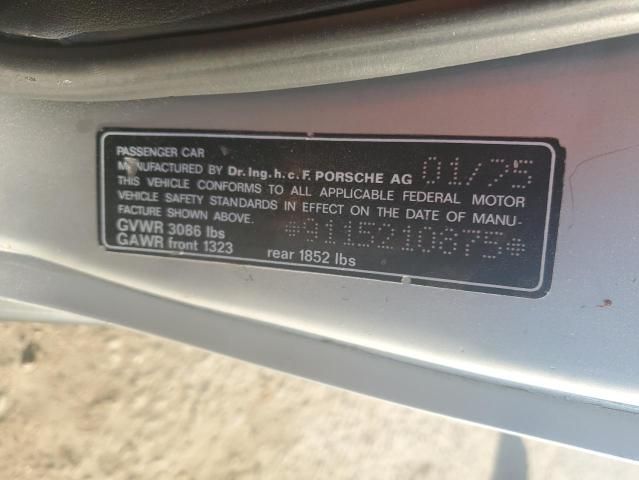 PASSENGER CAR
MANUFACTURED BY Dr. Ing. h. c. F. PORSCHE AG 01/75
THIS VEHICLE CONFORMS TO ALL APPLICABLE FEDERAL MOTOR
VEHICLE SAFETY STANDARDS IN EFFECT ON THE DATE OF MANU-
FACTURE SHOWN ABOVE.
GVWR 3086 lbs *9115210675*
GAWR front 1323 rear 1852 lbs